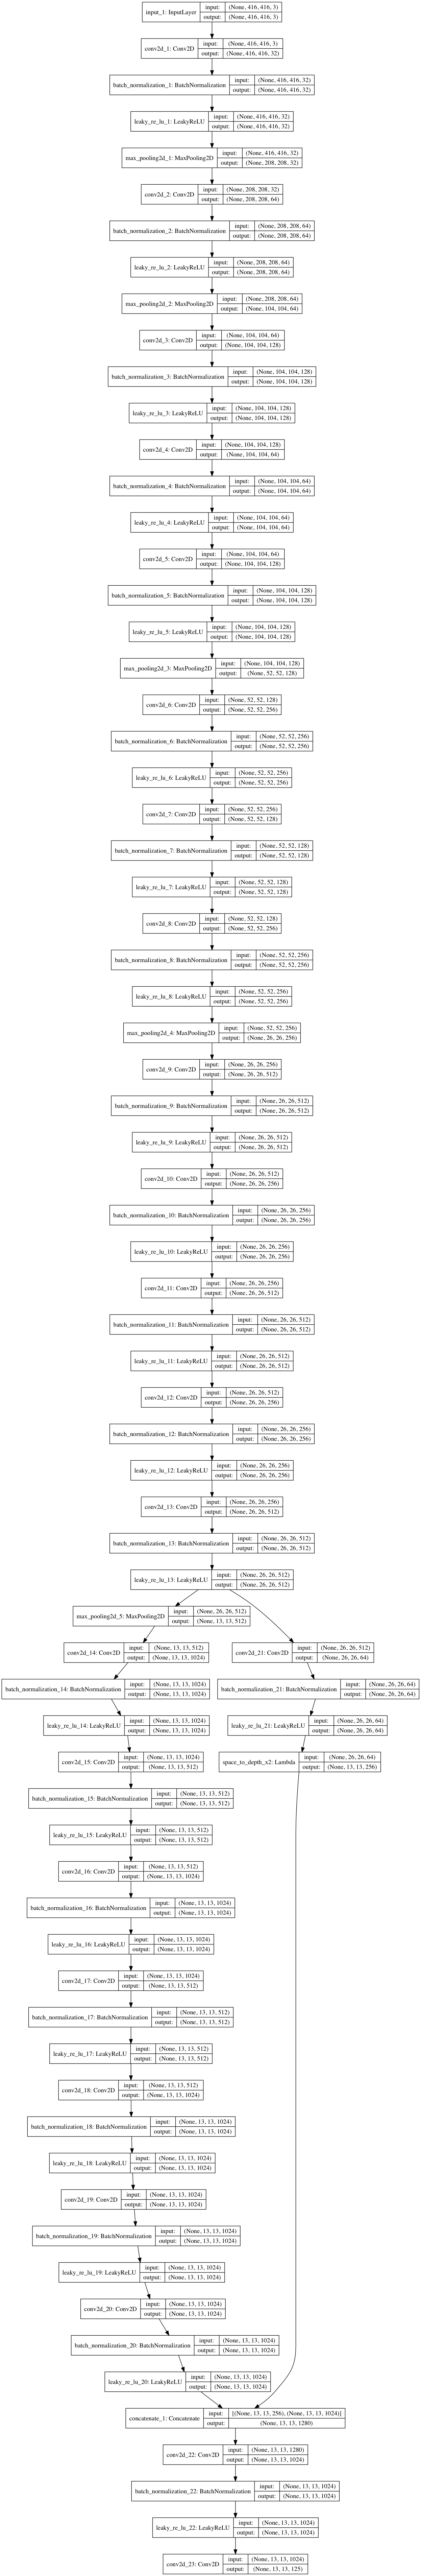 input_1: InputLayer input: (None, 416, 416, 3)
output: (None, 416, 416, 3)
conv2d_1: Conv2D input: (None, 416, 416, 3)
output: (None, 416, 416, 32)
batch_normalization_1: BatchNormalization input: (None, 416, 416, 32)
output: (None, 416, 416, 32)
leaky_re_lu_1: LeakyReLU input: (None, 416, 416, 32)
output: (None, 416, 416, 32)
max_pooling2d_1: MaxPooling2D input: (None, 416, 416, 32)
output: (None, 208, 208, 32)
conv2d_2: Conv2D input: (None, 208, 208, 32)
output: (None, 208, 208, 64)
batch_normalization_2: BatchNormalization input: (None, 208, 208, 64)
output: (None, 208, 208, 64)
leaky_re_lu_2: LeakyReLU input: (None, 208, 208, 64)
output: (None, 208, 208, 64)
max_pooling2d_2: MaxPooling2D input: (None, 208, 208, 64)
output: (None, 104, 104, 64)
conv2d_3: Conv2D input: (None, 104, 104, 64)
output: (None, 104, 104, 128)
batch_normalization_3: BatchNormalization input: (None, 104, 104, 128)
output: (None, 104, 104, 128)
leaky_re_lu_3: LeakyReLU input: (None, 104, 104, 128)
output: (None, 104, 104, 128)
conv2d_4: Conv2D input: (None, 104, 104, 128)
output: (None, 104, 104, 64)
batch_normalization_4: BatchNormalization input: (None, 104, 104, 64)
output: (None, 104, 104, 64)
leaky_re_lu_4: LeakyReLU input: (None, 104, 104, 64)
output: (None, 104, 104, 64)
conv2d_5: Conv2D input: (None, 104, 104, 64)
output: (None, 104, 104, 128)
batch_normalization_5: BatchNormalization input: (None, 104, 104, 128)
output: (None, 104, 104, 128)
leaky_re_lu_5: LeakyReLU input: (None, 104, 104, 128)
output: (None, 104, 104, 128)
max_pooling2d_3: MaxPooling2D input: (None, 104, 104, 128)
output: (None, 52, 52, 128)
conv2d_6: Conv2D input: (None, 52, 52, 128)
output: (None, 52, 52, 256)
batch_normalization_6: BatchNormalization input: (None, 52, 52, 256)
output: (None, 52, 52, 256)
leaky_re_lu_6: LeakyReLU input: (None, 52, 52, 256)
output: (None, 52, 52, 256)
conv2d_7: Conv2D input: (None, 52, 52, 256)
output: (None, 52, 52, 128)
batch_normalization_7: BatchNormalization input: (None, 52, 52, 128)
output: (None, 52, 52, 128)
leaky_re_lu_7: LeakyReLU input: (None, 52, 52, 128)
output: (None, 52, 52, 128)
conv2d_8: Conv2D input: (None, 52, 52, 128)
output: (None, 52, 52, 256)
batch_normalization_8: BatchNormalization input: (None, 52, 52, 256)
output: (None, 52, 52, 256)
leaky_re_lu_8: LeakyReLU input: (None, 52, 52, 256)
output: (None, 52, 52, 256)
max_pooling2d_4: MaxPooling2D input: (None, 52, 52, 256)
output: (None, 26, 26, 256)
conv2d_9: Conv2D input: (None, 26, 26, 256)
output: (None, 26, 26, 512)
batch_normalization_9: BatchNormalization input: (None, 26, 26, 512)
output: (None, 26, 26, 512)
leaky_re_lu_9: LeakyReLU input: (None, 26, 26, 512)
output: (None, 26, 26, 512)
conv2d_10: Conv2D input: (None, 26, 26, 512)
output: (None, 26, 26, 256)
batch_normalization_10: BatchNormalization input: (None, 26, 26, 256)
output: (None, 26, 26, 256)
leaky_re_lu_10: LeakyReLU input: (None, 26, 26, 256)
output: (None, 26, 26, 256)
conv2d_11: Conv2D input: (None, 26, 26, 256)
output: (None, 26, 26, 512)
batch_normalization_11: BatchNormalization input: (None, 26, 26, 512)
output: (None, 26, 26, 512)
leaky_re_lu_11: LeakyReLU input: (None, 26, 26, 512)
output: (None, 26, 26, 512)
conv2d_12: Conv2D input: (None, 26, 26, 512)
output: (None, 26, 26, 256)
batch_normalization_12: BatchNormalization input: (None, 26, 26, 256)
output: (None, 26, 26, 256)
leaky_re_lu_12: LeakyReLU input: (None, 26, 26, 256)
output: (None, 26, 26, 256)
conv2d_13: Conv2D input: (None, 26, 26, 256)
output: (None, 26, 26, 512)
batch_normalization_13: BatchNormalization input: (None, 26, 26, 512)
output: (None, 26, 26, 512)
leaky_re_lu_13: LeakyReLU input: (None, 26, 26, 512)
output: (None, 26, 26, 512)
max_pooling2d_5: MaxPooling2D input: (None, 26, 26, 512)
output: (None, 13, 13, 512)
conv2d_14: Conv2D input: (None, 13, 13, 512)
output: (None, 13, 13, 1024)
batch_normalization_14: BatchNormalization input: (None, 13, 13, 1024)
output: (None, 13, 13, 1024)
leaky_re_lu_14: LeakyReLU input: (None, 13, 13, 1024)
output: (None, 13, 13, 1024)
conv2d_15: Conv2D input: (None, 13, 13, 1024)
output: (None, 13, 13, 512)
conv2d_21: Conv2D input: (None, 26, 26, 512)
output: (None, 26, 26, 64)
batch_normalization_21: BatchNormalization input: (None, 26, 26, 64)
output: (None, 26, 26, 64)
leaky_re_lu_21: LeakyReLU input: (None, 26, 26, 64)
output: (None, 26, 26, 64)
space_to_depth_x2: Lambda input: (None, 26, 26, 64)
output: (None, 13, 13, 256)
batch_normalization_15: BatchNormalization input: (None, 13, 13, 512)
output: (None, 13, 13, 512)
leaky_re_lu_15: LeakyReLU input: (None, 13, 13, 512)
output: (None, 13, 13, 512)
conv2d_16: Conv2D input: (None, 13, 13, 512)
output: (None, 13, 13, 1024)
batch_normalization_16: BatchNormalization input: (None, 13, 13, 1024)
output: (None, 13, 13, 1024)
leaky_re_lu_16: LeakyReLU input: (None, 13, 13, 1024)
output: (None, 13, 13, 1024)
conv2d_17: Conv2D input: (None, 13, 13, 1024)
output: (None, 13, 13, 512)
batch_normalization_17: BatchNormalization input: (None, 13, 13, 512)
output: (None, 13, 13, 512)
leaky_re_lu_17: LeakyReLU input: (None, 13, 13, 512)
output: (None, 13, 13, 512)
conv2d_18: Conv2D input: (None, 13, 13, 512)
output: (None, 13, 13, 1024)
batch_normalization_18: BatchNormalization input: (None, 13, 13, 1024)
output: (None, 13, 13, 1024)
leaky_re_lu_18: LeakyReLU input: (None, 13, 13, 1024)
output: (None, 13, 13, 1024)
conv2d_19: Conv2D input: (None, 13, 13, 1024)
output: (None, 13, 13, 1024)
batch_normalization_19: BatchNormalization input: (None, 13, 13, 1024)
output: (None, 13, 13, 1024)
leaky_re_lu_19: LeakyReLU input: (None, 13, 13, 1024)
output: (None, 13, 13, 1024)
conv2d_20: Conv2D input: (None, 13, 13, 1024)
output: (None, 13, 13, 1024)
batch_normalization_20: BatchNormalization input: (None, 13, 13, 1024)
output: (None, 13, 13, 1024)
leaky_re_lu_20: LeakyReLU input: (None, 13, 13, 1024)
output: (None, 13, 13, 1024)
concatenate_1: Concatenate input: [(None, 13, 13, 256), (None, 13, 13, 1024)]
output: (None, 13, 13, 1280)
conv2d_22: Conv2D input: (None, 13, 13, 1280)
output: (None, 13, 13, 1024)
batch_normalization_22: BatchNormalization input: (None, 13, 13, 1024)
output: (None, 13, 13, 1024)
leaky_re_lu_22: LeakyReLU input: (None, 13, 13, 1024)
output: (None, 13, 13, 1024)
conv2d_23: Conv2D input: (None, 13, 13, 1024)
output: (None, 13, 13, 125)